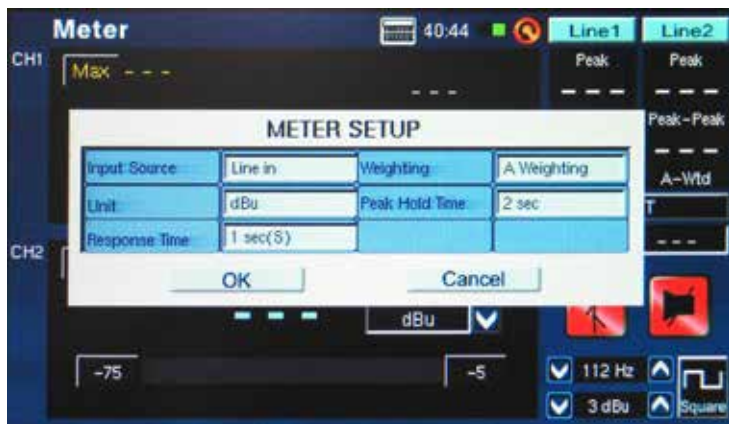 Meter 40:44 Line1 Line2
CH1 Max --- Peak Peak
---
--- ---
METER SETUP Peak-Peak
Input Source Line in Weighting A Weighting ---
A-Wtd
Unit dBu Peak Hold Time 2 sec T
Response Time 1 sec(S) ---
CH2
OK Cancel
--- dBu
-75 -5 112 Hz
3 dBu Square